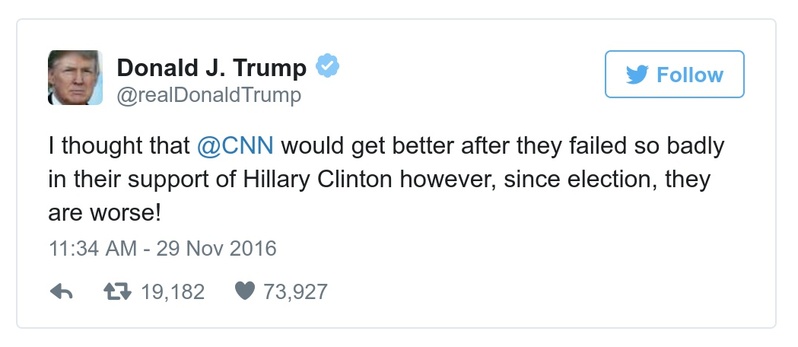 Donald J. Trump
Follow
@realDonaldTrump
I thought that @CNN would get better after they failed so badly
in their support of Hillary Clinton however, since election, they
are worse!
11:34 AM - 29 Nov 2016
19,182 73,927